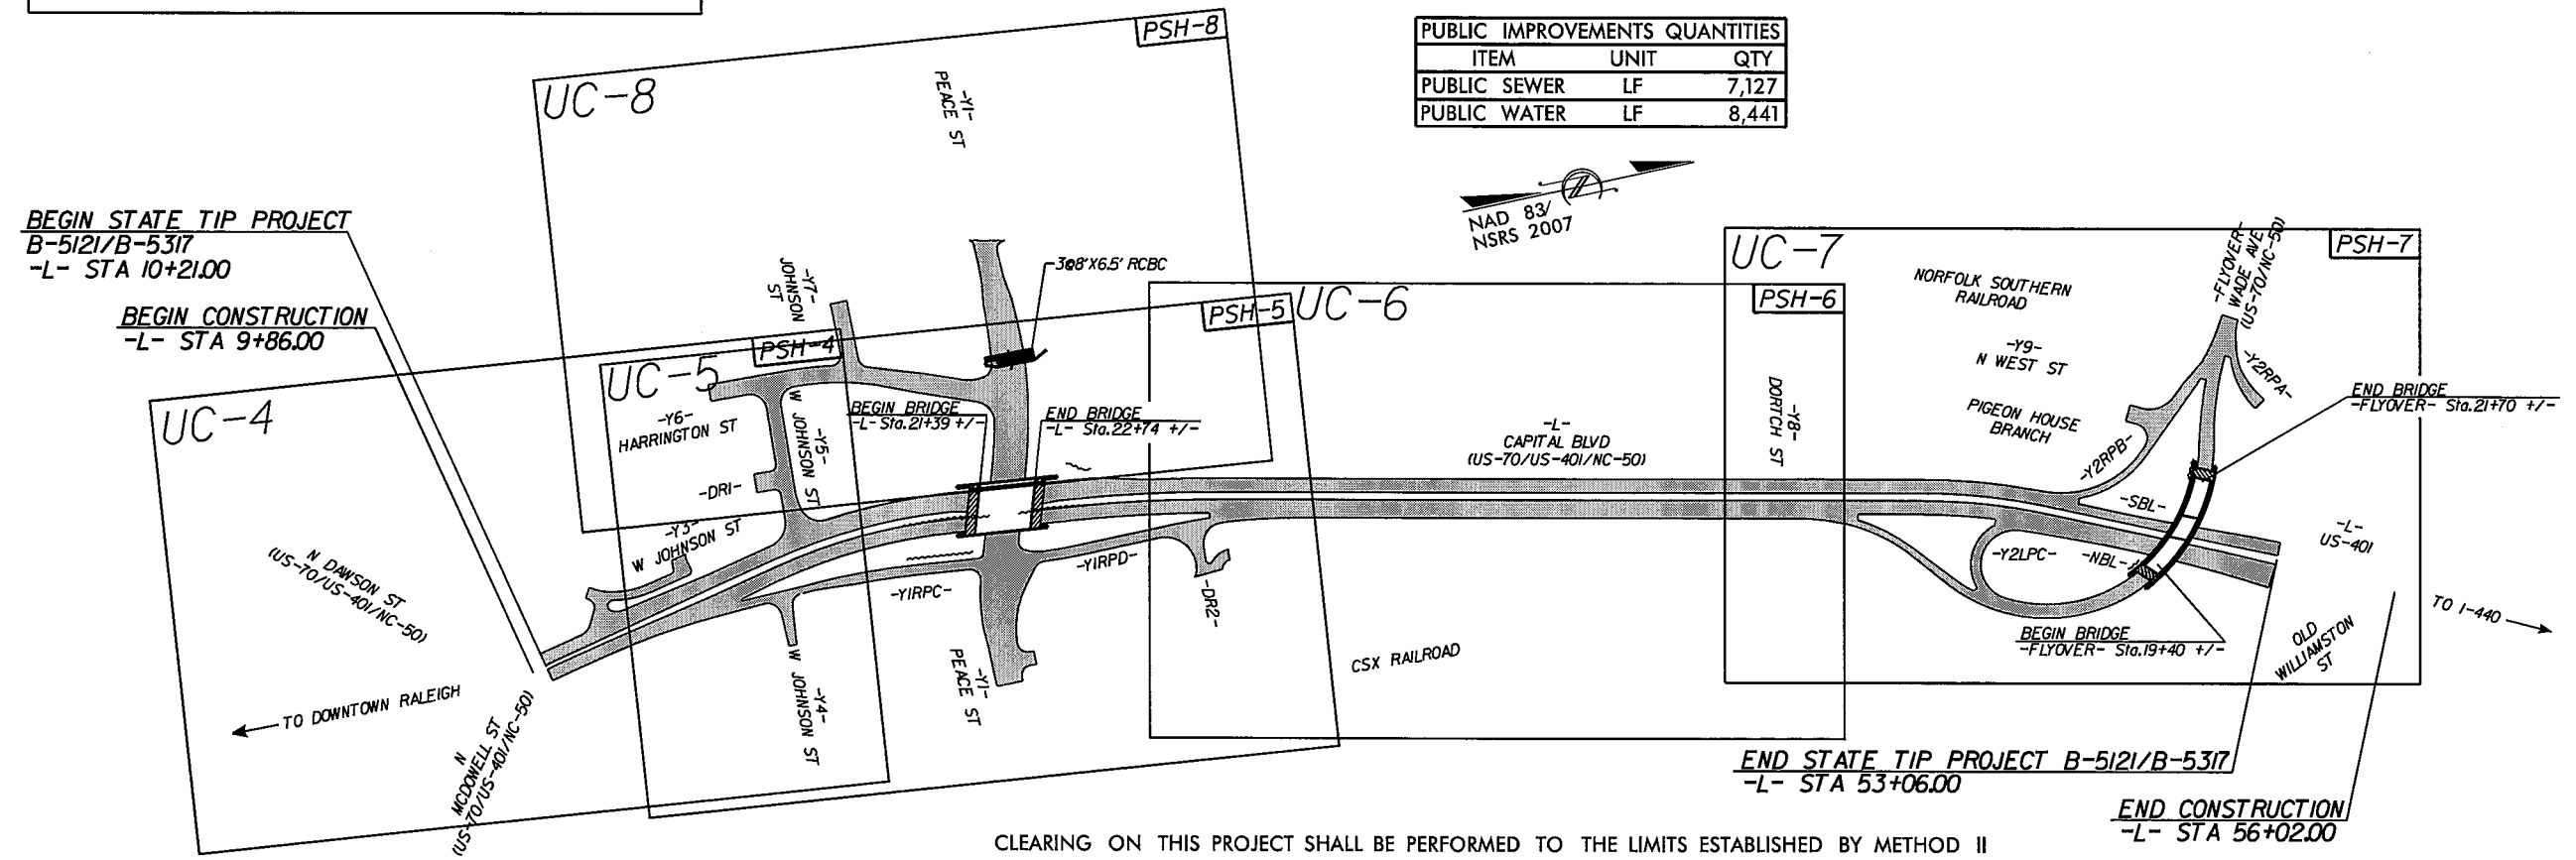 PSH-8
UC-8
-Y1-
PEACE ST
PUBLIC IMPROVEMENTS QUANTITIES
ITEM UNIT QTY
PUBLIC SEWER LF 7,127
PUBLIC WATER LF 8,441
NAD 83/
NSRS 2007
BEGIN STATE TIP PROJECT
B-5121/B-5317
-L- STA 10+21.00
BEGIN CONSTRUCTION
-L- STA 9+86.00
-Y7-
JOHNSON
ST
3@8'X6.5' RCBC
PSH-5
UC-6
PSH-6
UC-7
PSH-7
NORFOLK SOUTHERN
RAILROAD
-FLYOVER-
WADE AVE
(US-70/NC-50)
-Y9-
N WEST ST
-Y2RPA-
PIGEON HOUSE
BRANCH
END BRIDGE
-FLYOVER- Sta.21+70 +/-
PSH-4
UC-5
UC-4
-Y6-
HARRINGTON ST
-Y5-
W JOHNSON ST
BEGIN BRIDGE
-L- Sta.21+39 +/-
END BRIDGE
-L- Sta.22+74 +/-
-L-
CAPITAL BLVD
(US-70/US-401/NC-50)
-Y8-
DORTCH ST
-Y2RPB-
-DR1-
-Y3-
W JOHNSON ST
N DAWSON ST
(US-70/US-401/NC-50)
-SBL-
-L-
US-401
-Y2LPC-
-NBL-
-Y1RPC-
-Y1RPD-
-DR2-
TO I-440
BEGIN BRIDGE
-FLYOVER- Sta.19+40 +/-
OLD
WILLIAMSTON
ST
CSX RAILROAD
-Y1-
PEACE ST
-Y4-
W JOHNSON ST
TO DOWNTOWN RALEIGH
N
MCDOWELL ST
(US-70/US-401/NC-50)
END STATE TIP PROJECT B-5121/B-5317
-L- STA 53+06.00
END CONSTRUCTION
-L- STA 56+02.00
CLEARING ON THIS PROJECT SHALL BE PERFORMED TO THE LIMITS ESTABLISHED BY METHOD II